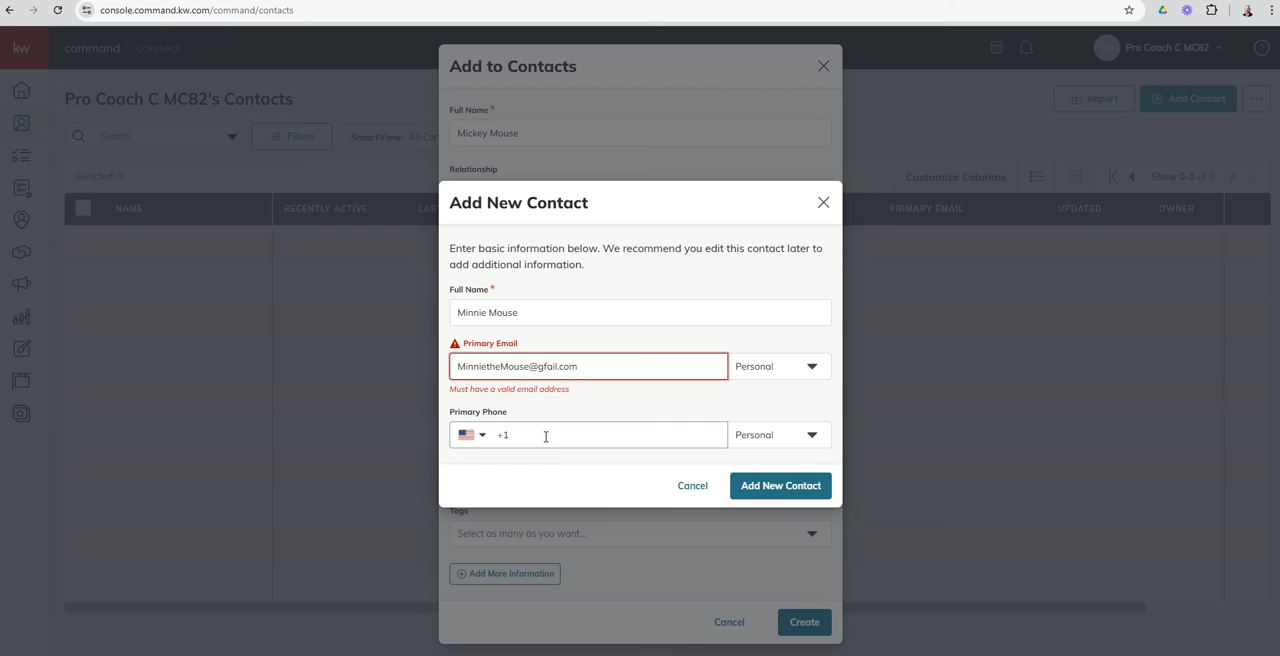 console.command.kw.com/command/contacts
kw
command
connect
Pro Coach C MC82
Add to Contacts
Pro Coach C MC82's Contacts
Import
Add Contact
Full Name *
Mickey Mouse
Search
Filters
SmartView: All Con
Relationship
Selected: 0
Customize Columns
Show 0-0 of 0
NAME
RECENTLY ACTIVE
LAS
PRIMARY EMAIL
UPDATED
OWNER
Add New Contact
Enter basic information below. We recommend you edit this contact later to
add additional information.
Full Name *
Minnie Mouse
Primary Email
MinnietheMouse@gfail.com
Personal
Must have a valid email address
Primary Phone
+1
Personal
Cancel
Add New Contact
Tags
Select as many as you want...
Add More Information
Cancel
Create